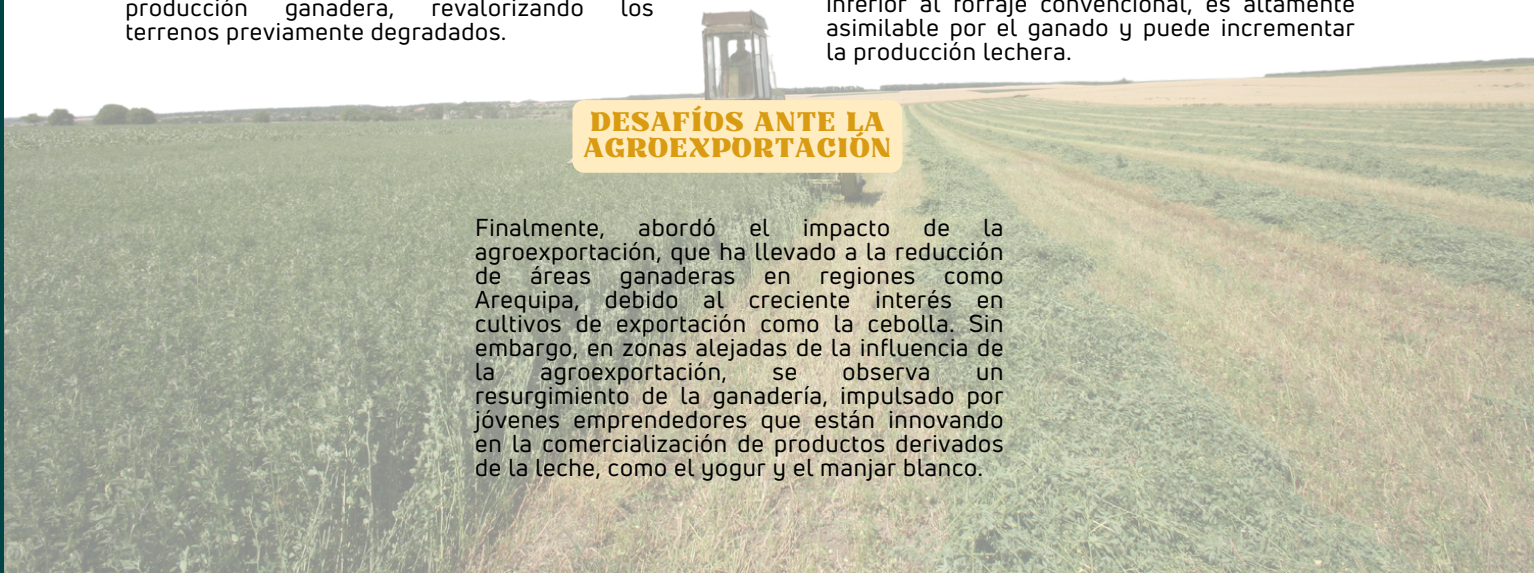 producción ganadera, revalorizando los
terrenos previamente degradados.
inferior al forraje convencional, es altamente
asimilable por el ganado y puede incrementar
la producción lechera.
DESAFÍOS ANTE LA
AGROEXPORTACIÓN
Finalmente, abordó el impacto de la
agroexportación, que ha llevado a la reducción
de áreas ganaderas en regiones como
Arequipa, debido al creciente interés en
cultivos de exportación como la cebolla. Sin
embargo, en zonas alejadas de la influencia de
la agroexportación, se observa un
resurgimiento de la ganadería, impulsado por
jóvenes emprendedores que están innovando
en la comercialización de productos derivados
de la leche, como el yogur y el manjar blanco.